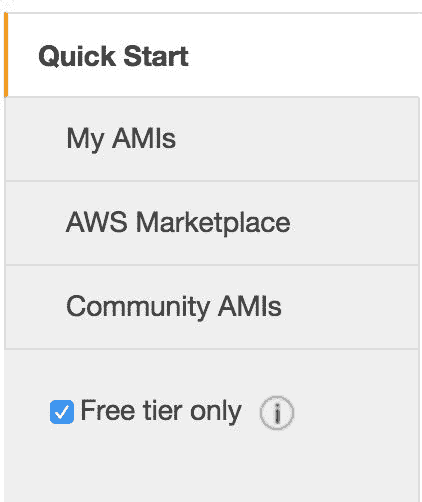 Quick Start
My AMIs
AWS Marketplace
Community AMIs
Free tier only i